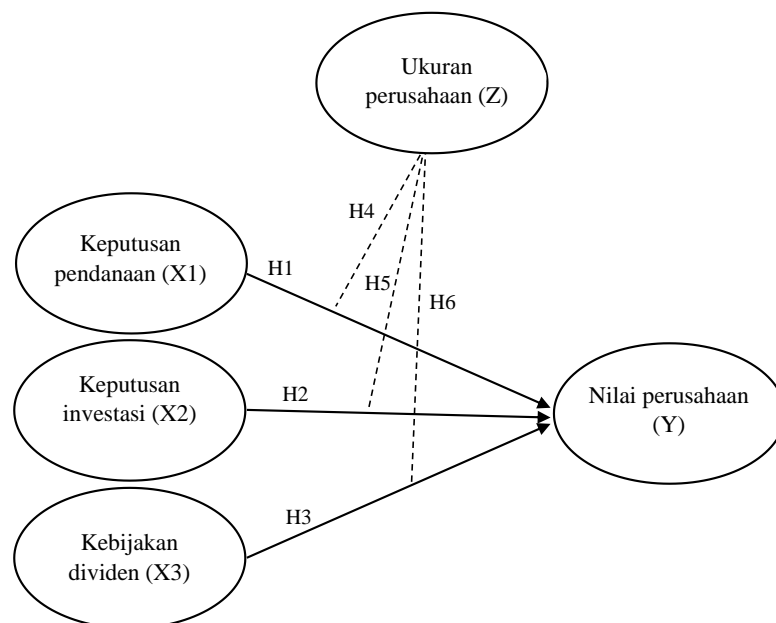 Ukuran
perusahaan (Z)
H4
Keputusan
pendanaan (X1)
H1
H5
H6
Keputusan
investasi (X2)
H2
Nilai perusahaan
(Y)
H3
Kebijakan
dividen (X3)